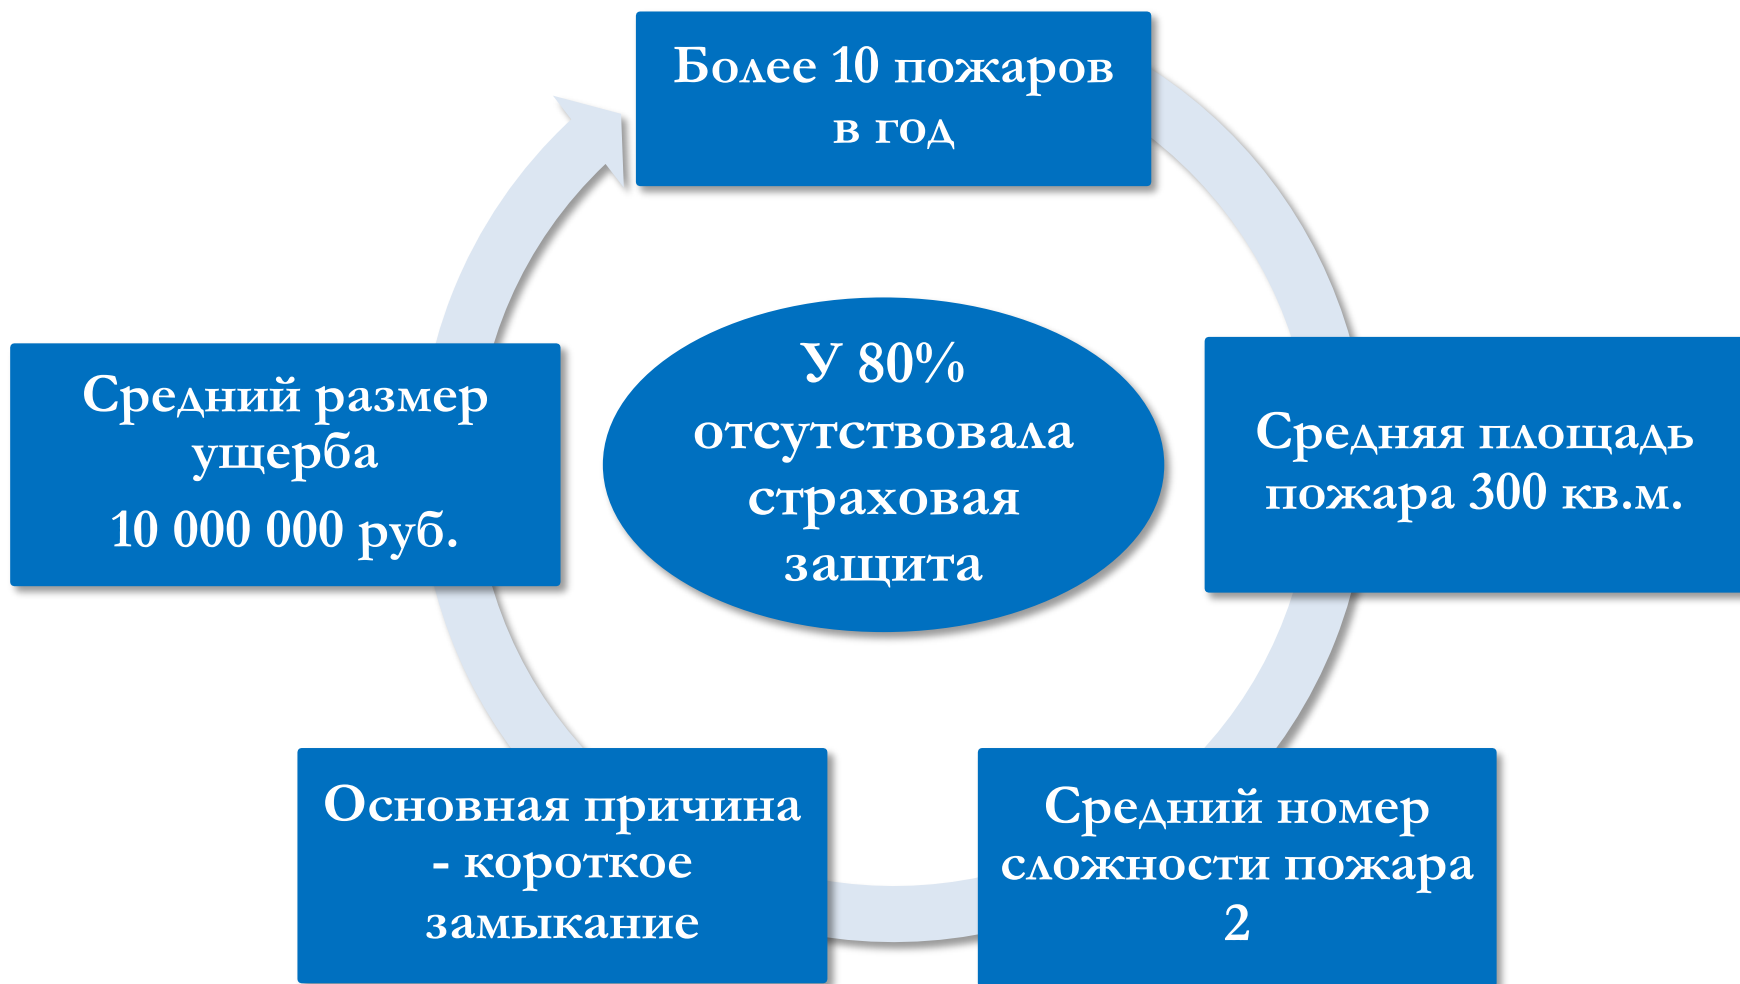 Более 10 пожаров
в год
Средняя площадь
пожара 300 кв.м.
Средний номер
сложности пожара
2
Основная причина
- короткое
замыкание
Средний размер
ущерба
10 000 000 руб.
У 80%
отсутствовала
страховая
защита